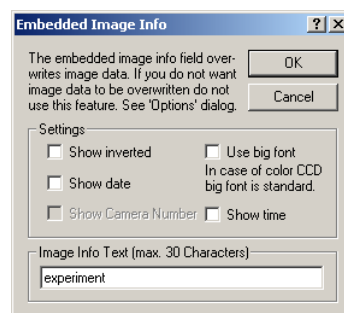 Embedded Image Info
The embedded image info field over-
writes image data. If you do not want
image data to be overwritten do not
use this feature. See 'Options' dialog.
OK
Cancel
Settings
Show inverted
Use big font
In case of color CCD
big font is standard.
Show date
Show Camera Number
Show time
Image Info Text (max. 30 Characters)
experiment